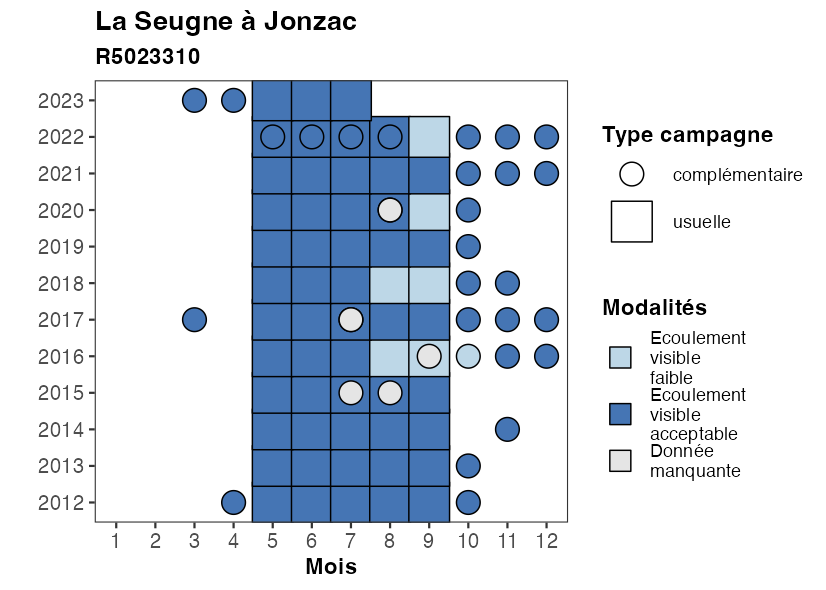 La Seugne à Jonzac
R5023310
2023
2022
2021
2020
2019
2018
2017
2016
2015
2014
2013
2012
1 2 3 4 5 6 7 8 9 10 11 12
Mois
Type campagne
complémentaire
usuelle
Modalités
Ecoulement
visible
faible
Ecoulement
visible
acceptable
Donnée
manquante